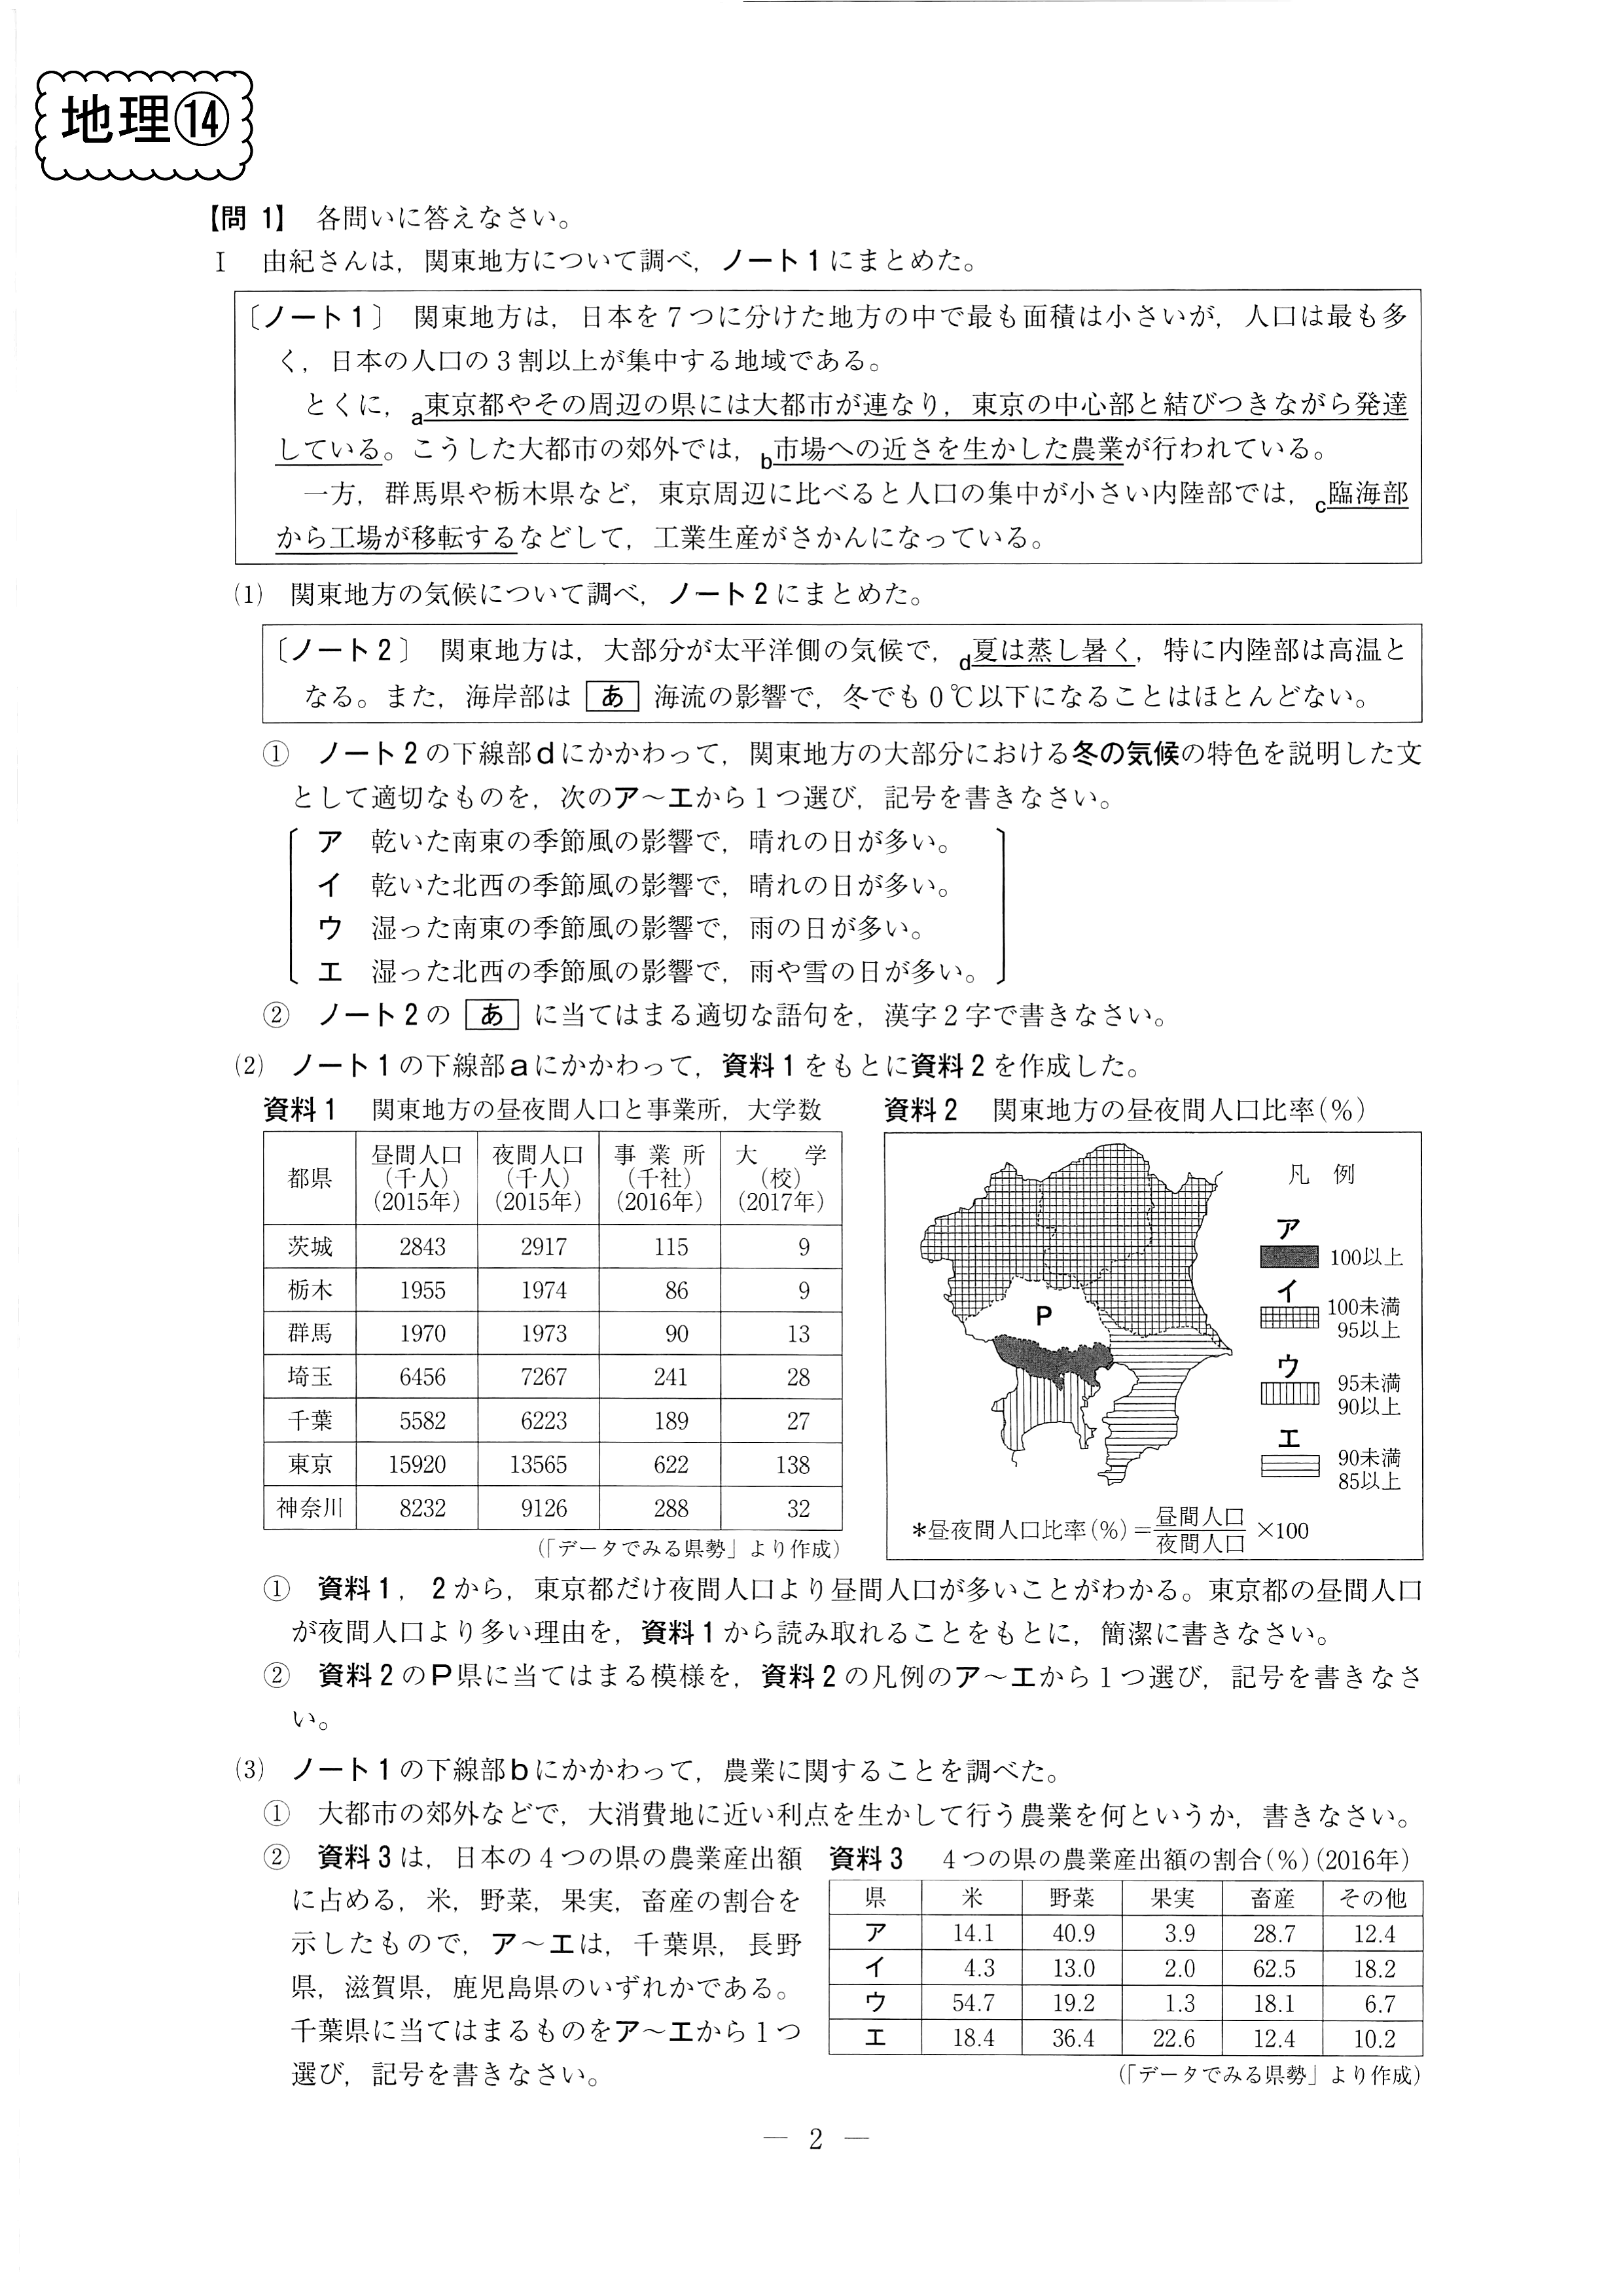 地理⑭
【問 1】 各問いに答えなさい。
Ⅰ 由紀さんは，関東地方について調べ，ノート1にまとめた。
〔ノート1〕 関東地方は，日本を7つに分けた地方の中で最も面積は小さいが，人口は最も多
く，日本の人口の3割以上が集中する地域である。
とくに，a東京都やその周辺の県には大都市が連なり，東京の中心部と結びつきながら発達
している。こうした大都市の郊外では，b市場への近さを生かした農業が行われている。
一方，群馬県や栃木県など，東京周辺に比べると人口の集中が小さい内陸部では，c臨海部
から工場が移転するなどして，工業生産がさかんになっている。
(1) 関東地方の気候について調べ，ノート2にまとめた。
〔ノート2〕 関東地方は，大部分が太平洋側の気候で，d夏は蒸し暑く，特に内陸部は高温と
なる。また，海岸部は あ 海流の影響で，冬でも0℃以下になることはほとんどない。
① ノート2の下線部dにかかわって，関東地方の大部分における冬の気候の特色を説明した文
として適切なものを，次のア～エから1つ選び，記号を書きなさい。
ア 乾いた南東の季節風の影響で，晴れの日が多い。
イ 乾いた北西の季節風の影響で，晴れの日が多い。
ウ 湿った南東の季節風の影響で，雨の日が多い。
エ 湿った北西の季節風の影響で，雨や雪の日が多い。
② ノート2の あ に当てはまる適切な語句を，漢字2字で書きなさい。
(2) ノート1の下線部aにかかわって，資料1をもとに資料2を作成した。
資料1 関東地方の昼夜間人口と事業所，大学数
都県 昼間人口（千人）（2015年） 夜間人口（千人）（2015年） 事業所（千社）（2016年） 大学（校）（2017年）
茨城 2843 2917 115 9
栃木 1955 1974 86 9
群馬 1970 1973 90 13
埼玉 6456 7267 241 28
千葉 5582 6223 189 27
東京 15920 13565 622 138
神奈川 8232 9126 288 32
（「データでみる県勢」より作成）
資料2 関東地方の昼夜間人口比率（％）
凡 例
ア
100以上
イ
100未満
95以上
ウ
95未満
90以上
エ
90未満
85以上
P
＊昼夜間人口比率（％）＝昼間人口/夜間人口×100
① 資料1，2から，東京都だけ夜間人口より昼間人口が多いことがわかる。東京都の昼間人口
が夜間人口より多い理由を，資料1から読み取れることをもとに，簡潔に書きなさい。
② 資料2のP県に当てはまる模様を，資料2の凡例のア～エから1つ選び，記号を書きなさ
い。
(3) ノート1の下線部bにかかわって，農業に関することを調べた。
① 大都市の郊外などで，大消費地に近い利点を生かして行う農業を何というか，書きなさい。
② 資料3は，日本の4つの県の農業産出額
に占める，米，野菜，果実，畜産の割合を
示したもので，ア～エは，千葉県，長野
県，滋賀県，鹿児島県のいずれかである。
千葉県に当てはまるものをア～エから1つ
選び，記号を書きなさい。
資料3 4つの県の農業産出額の割合（％）（2016年）
県 米 野菜 果実 畜産 その他
ア 14.1 40.9 3.9 28.7 12.4
イ 4.3 13.0 2.0 62.5 18.2
ウ 54.7 19.2 1.3 18.1 6.7
エ 18.4 36.4 22.6 12.4 10.2
（「データでみる県勢」より作成）
― 2 ―